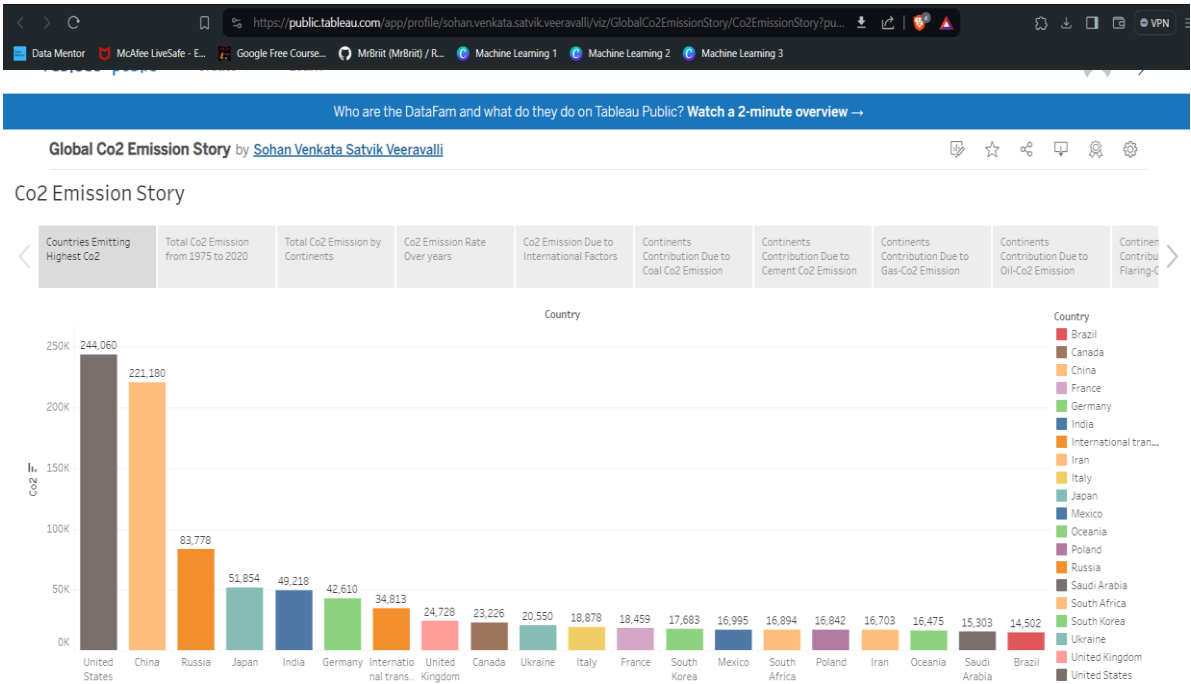 https://public.tableau.com/app/profile/sohan.venkata.satvik.veeravalli/viz/GlobalCo2EmissionStory/Co2EmissionStory?pu...
VPN
Data Mentor McAfee LiveSafe - E... Google Free Course... MrBriit (MrBriit) / R... Machine Learning 1 Machine Learning 2 Machine Learning 3
Who are the DataFam and what do they do on Tableau Public? Watch a 2-minute overview →
Global Co2 Emission Story by Sohan Venkata Satvik Veeravalli
Co2 Emission Story
Countries Emitting
Highest Co2
Total Co2 Emission
from 1975 to 2020
Total Co2 Emission by
Continents
Co2 Emission Rate
Over years
Co2 Emission Due to
International Factors
Continents
Contribution Due to
Coal Co2 Emission
Continents
Contribution Due to
Cement Co2 Emission
Continents
Contribution Due to
Gas-Co2 Emission
Continents
Contribution Due to
Oil-Co2 Emission
Continen
Contribu
Flaring-C
Country
Co2
250K
200K
150K
100K
50K
0K
244,060
221,180
83,778
51,854
49,218
42,610
34,813
24,728
23,226
20,550
18,878
18,459
17,683
16,995
16,894
16,842
16,703
16,475
15,303
14,502
United
States
China
Russia
Japan
India
Germany
Internatio
nal trans..
United
Kingdom
Canada
Ukraine
Italy
France
South
Korea
Mexico
South
Africa
Poland
Iran
Oceania
Saudi
Arabia
Brazil
Country
Brazil
Canada
China
France
Germany
India
International tran...
Iran
Italy
Japan
Mexico
Oceania
Poland
Russia
Saudi Arabia
South Africa
South Korea
Ukraine
United Kingdom
United States